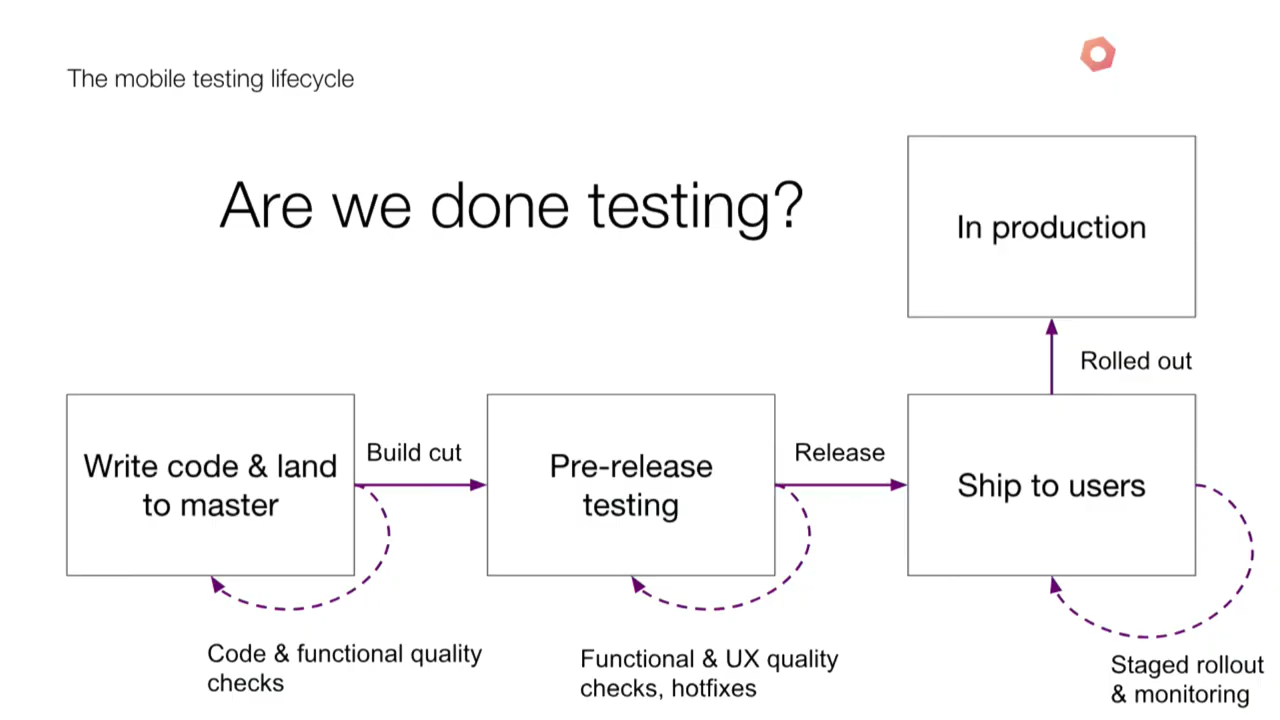 The mobile testing lifecycle
Are we done testing?
In production
Rolled out
Write code & land
to master
Build cut
Pre-release
testing
Release
Ship to users
Code & functional quality
checks
Functional & UX quality
checks, hotfixes
Staged rollout
& monitoring